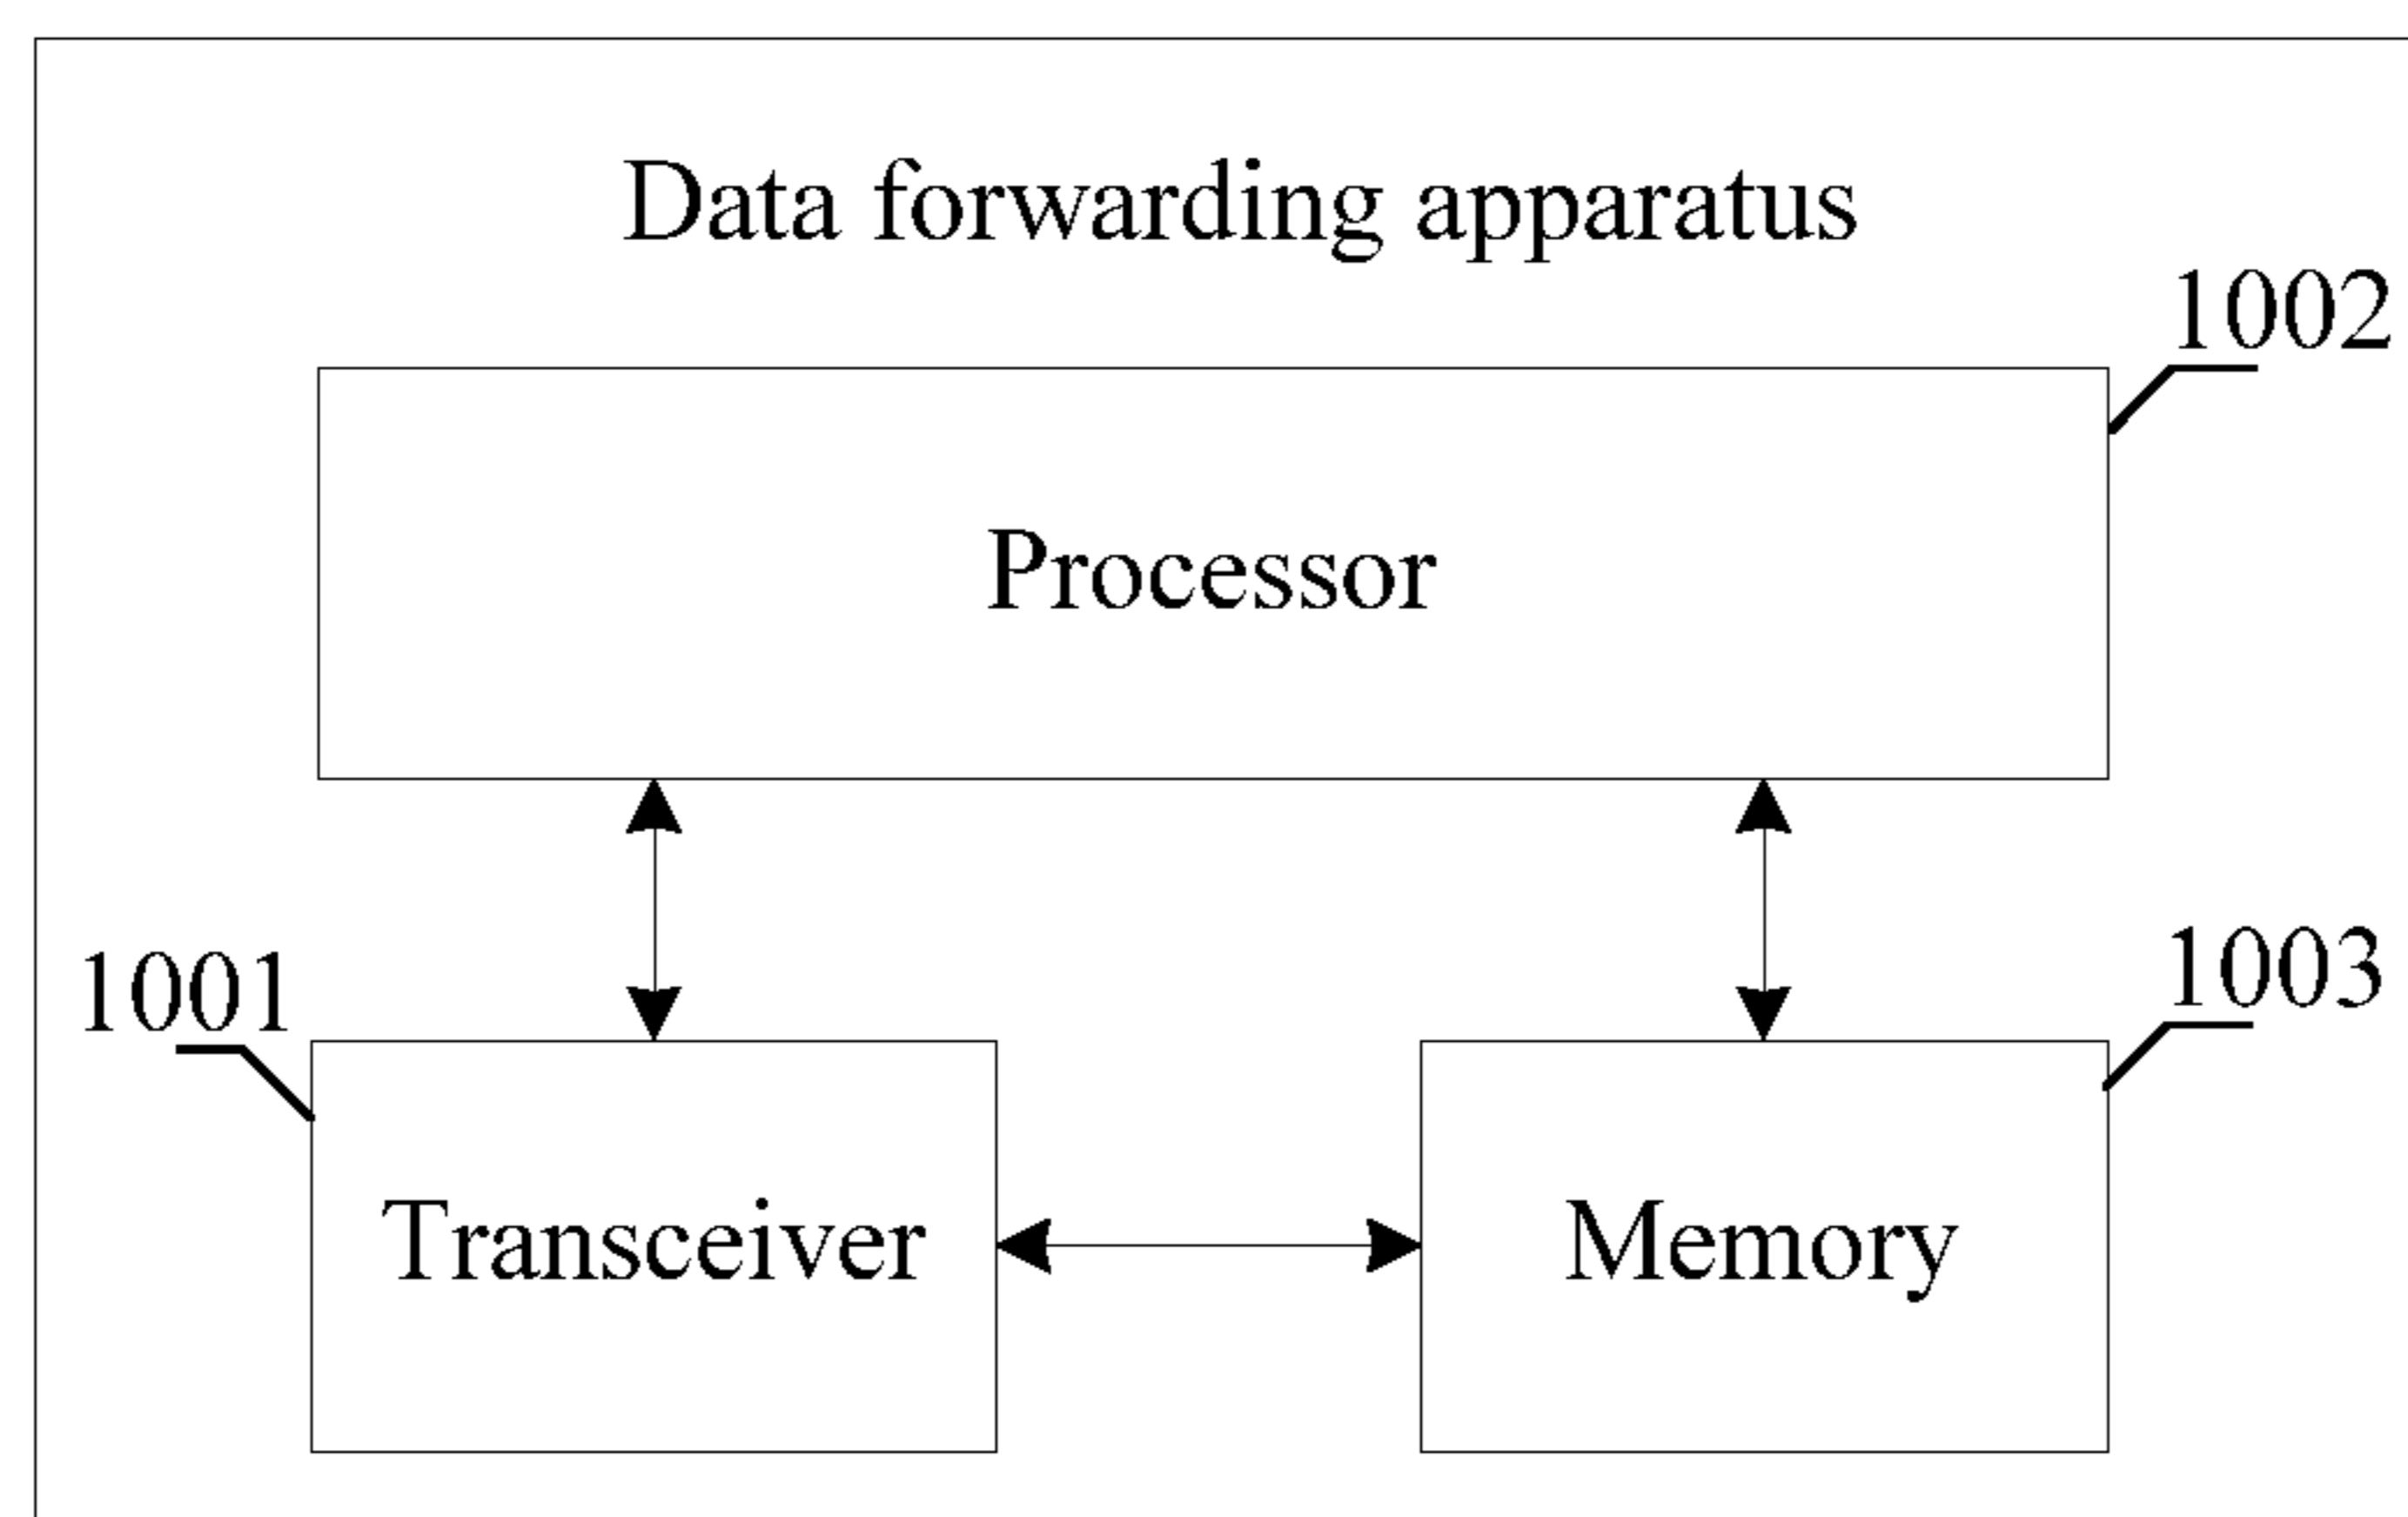 Data forwarding apparatus
1002
Processor
1001
1003
Transceiver
Memory